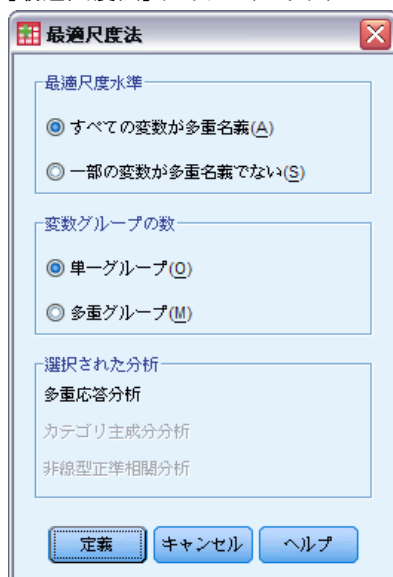 最適尺度法
最適尺度水準
すべての変数が多重名義(A)
一部の変数が多重名義でない(S)
変数グループの数
単一グループ(O)
多重グループ(M)
選択された分析
多重応答分析
カテゴリ主成分分析
非線型正準相関分析
定義 キャンセル ヘルプ